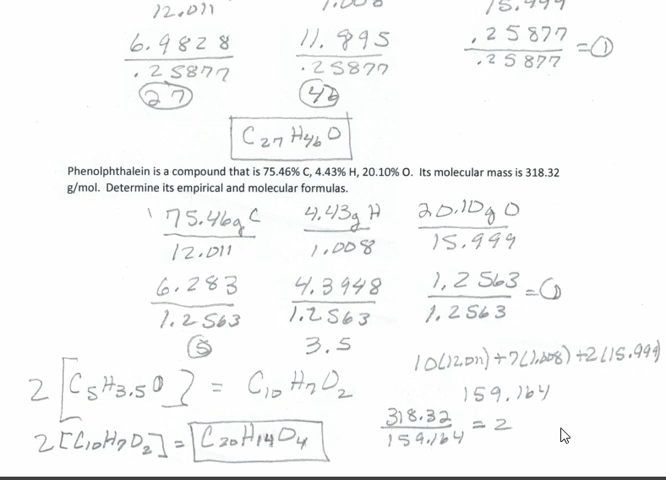 12.011 1.008 15.999
6.9828 11.895 .25877
.25877 .25877 .25877 = 1
27 46
C27 H46 O
Phenolphthalein is a compound that is 75.46% C, 4.43% H, 20.10% O. Its molecular mass is 318.32
g/mol. Determine its empirical and molecular formulas.
75.46g C 4.43g H 20.10g O
12.011 1.008 15.999
6.283 4.3948 1.2563
1.2563 1.2563 1.2563 = 1
5 3.5
10(12.011)+7(1.008)+2(15.999)
2[C5H3.5O] = C10H7O2
159.164
318.32
159.164 = 2
2[C10H7O2] = C20H14O4